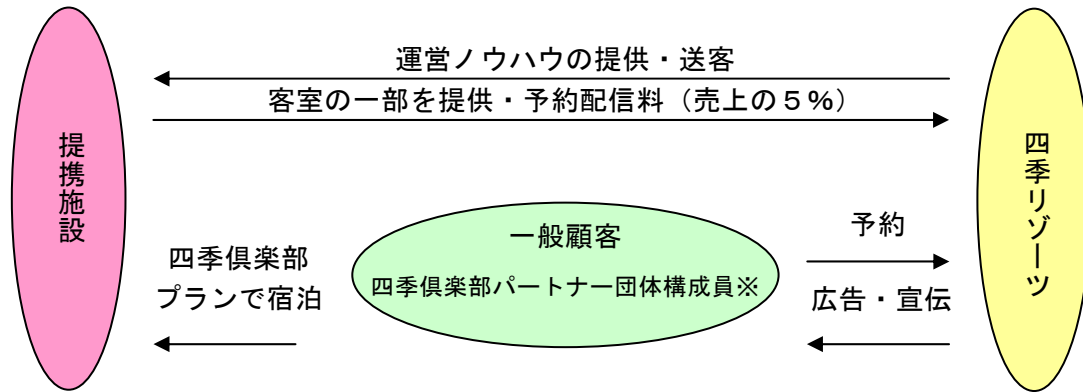 運営ノウハウの提供・送客
客室の一部を提供・予約配信料（売上の５％）
提携施設
四季倶楽部
プランで宿泊
一般顧客
四季倶楽部パートナー団体構成員※
予約
広告・宣伝
四季リゾーツ